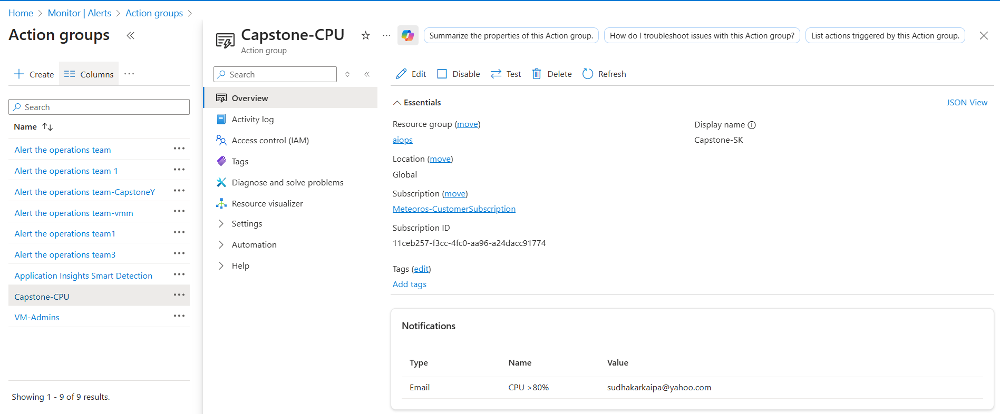 Home > Monitor | Alerts > Action groups >
Action groups «
+ Create Columns ...
Search
Name ↑↓
Alert the operations team ...
Alert the operations team 1 ...
Alert the operations team-CapstoneY ...
Alert the operations team-vmm ...
Alert the operations team1 ...
Alert the operations team3 ...
Application Insights Smart Detection ...
Capstone-CPU ...
VM-Admins ...
Showing 1 - 9 of 9 results.
Capstone-CPU ...
Action group
Summarize the properties of this Action group.
How do I troubleshoot issues with this Action group?
List actions triggered by this Action group.
Search «
Overview
Activity log
Access control (IAM)
Tags
Diagnose and solve problems
Resource visualizer
Settings
Automation
Help
Edit Disable Test Delete Refresh
Essentials
JSON View
Resource group (move)
aiops
Location (move)
Global
Subscription (move)
Meteoros-CustomerSubscription
Subscription ID
11ceb257-f3cc-4fc0-aa96-a24dacc91774
Tags (edit)
Add tags
Display name
Capstone-SK
Notifications
Type Name Value
Email CPU >80% sudhakarkaipa@yahoo.com